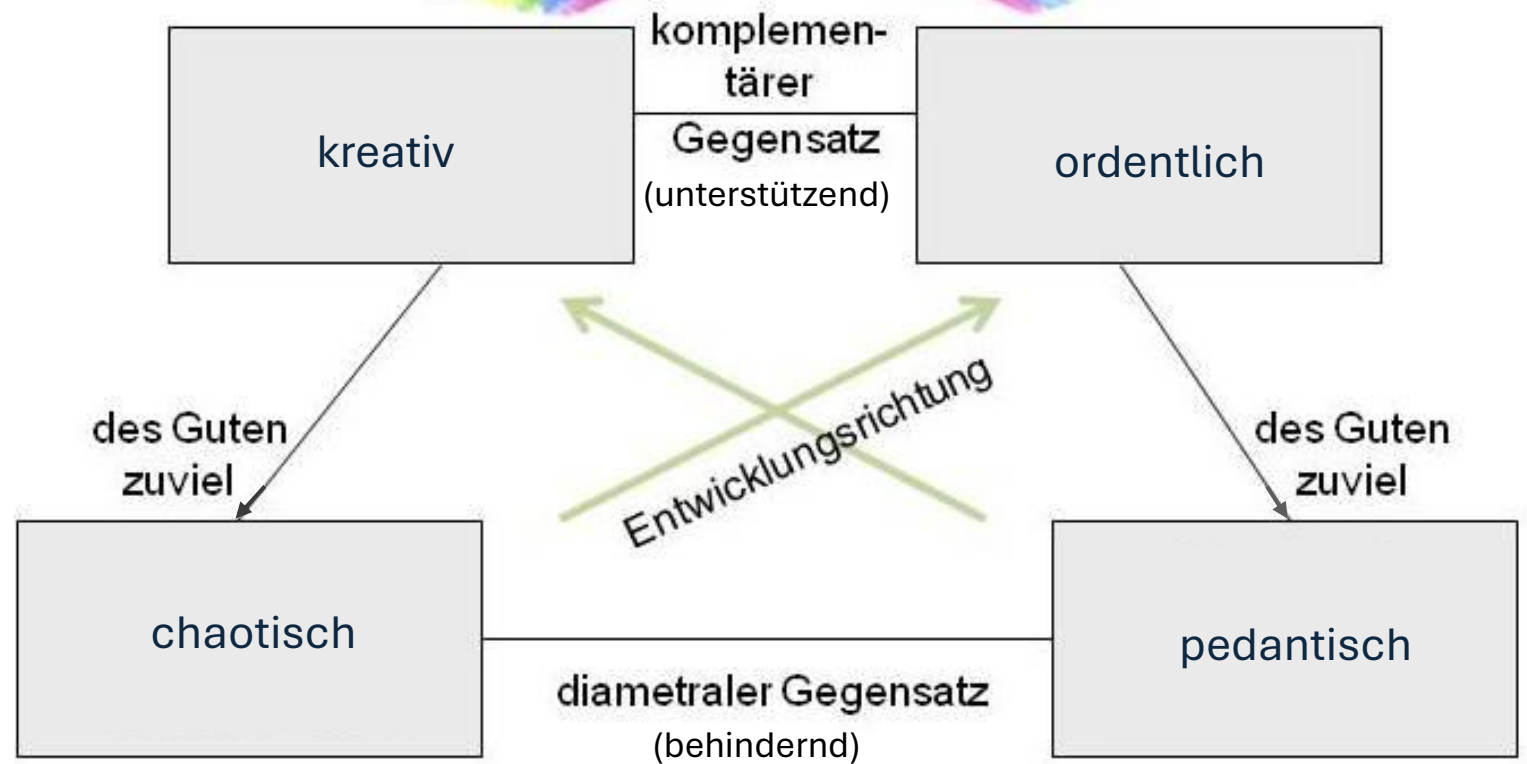 komplemen-
tärer
Gegensatz
(unterstützend)
kreativ
ordentlich
des Guten
zuviel
Entwicklungsrichtung
des Guten
zuviel
chaotisch
pedantisch
diametraler Gegensatz
(behindernd)